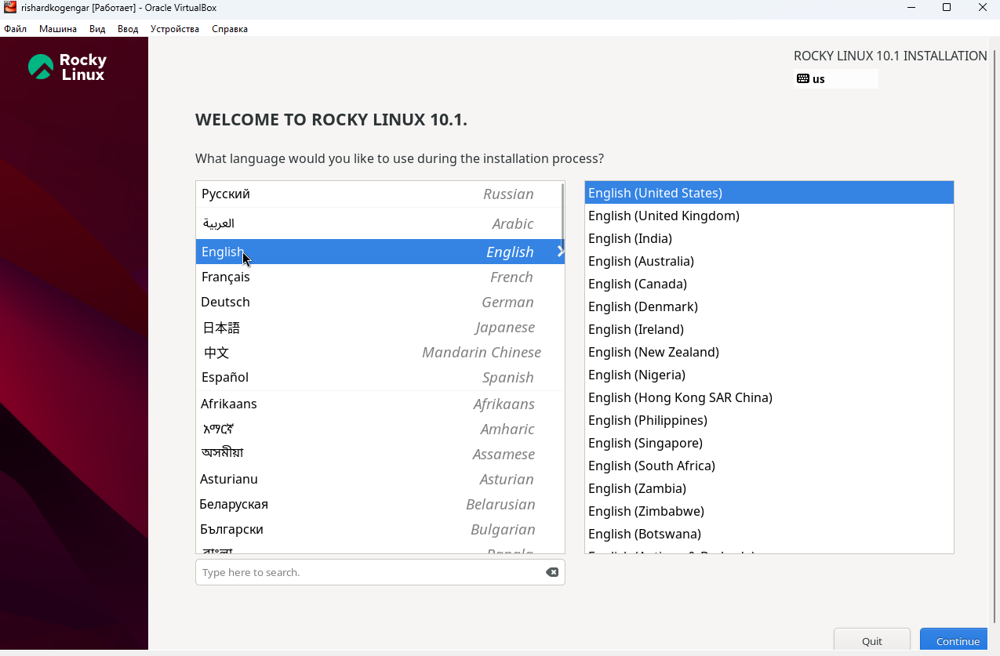 rishardkogengar [Работает] - Oracle VirtualBox
Файл Машина Вид Ввод Устройства Справка
Rocky
Linux
ROCKY LINUX 10.1 INSTALLATION
us
WELCOME TO ROCKY LINUX 10.1.
What language would you like to use during the installation process?
Русский Russian
العربية Arabic
English English
Français French
Deutsch German
日本語 Japanese
中文 Mandarin Chinese
Español Spanish
Afrikaans Afrikaans
አማርኛ Amharic
অসমীয়া Assamese
Asturianu Asturian
Беларуская Belarusian
Български Bulgarian
বাংলা Bangla
Type here to search.
English (United States)
English (United Kingdom)
English (India)
English (Australia)
English (Canada)
English (Denmark)
English (Ireland)
English (New Zealand)
English (Nigeria)
English (Hong Kong SAR China)
English (Philippines)
English (Singapore)
English (South Africa)
English (Zambia)
English (Zimbabwe)
English (Botswana)
English (Antigua & Barbuda)
Quit Continue